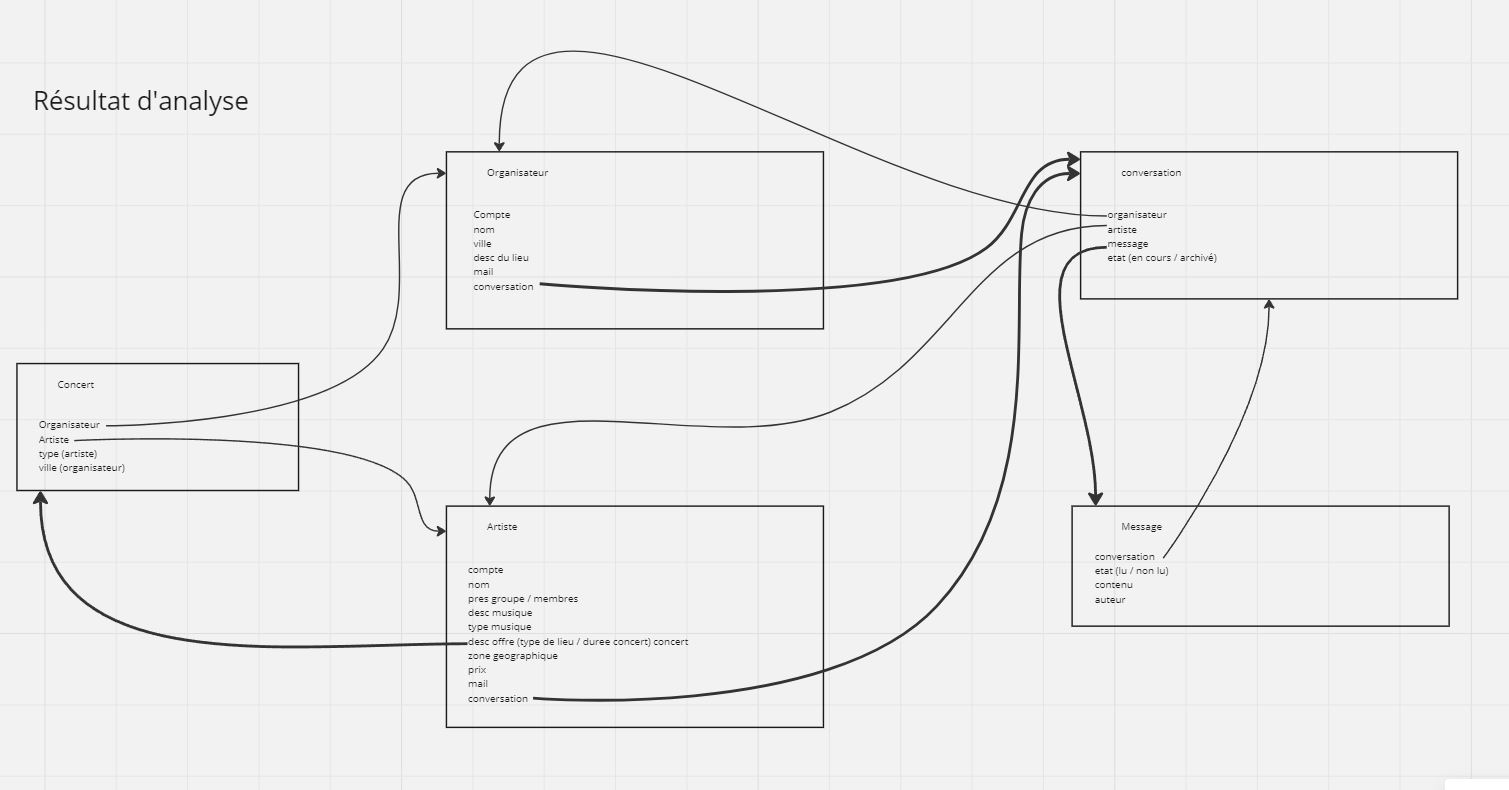 Résultat d'analyse
Organisateur
Compte
nom
ville
desc du lieu
mail
conversation
conversation
organisateur
artiste
message
etat (en cours / archivé)
Concert
Organisateur
Artiste
type (artiste)
ville (organisateur)
Artiste
compte
nom
pres groupe / membres
desc musique
type musique
desc offre (type de lieu / duree concert) concert
zone geographique
prix
mail
conversation
Message
conversation
etat (lu / non lu)
contenu
auteur